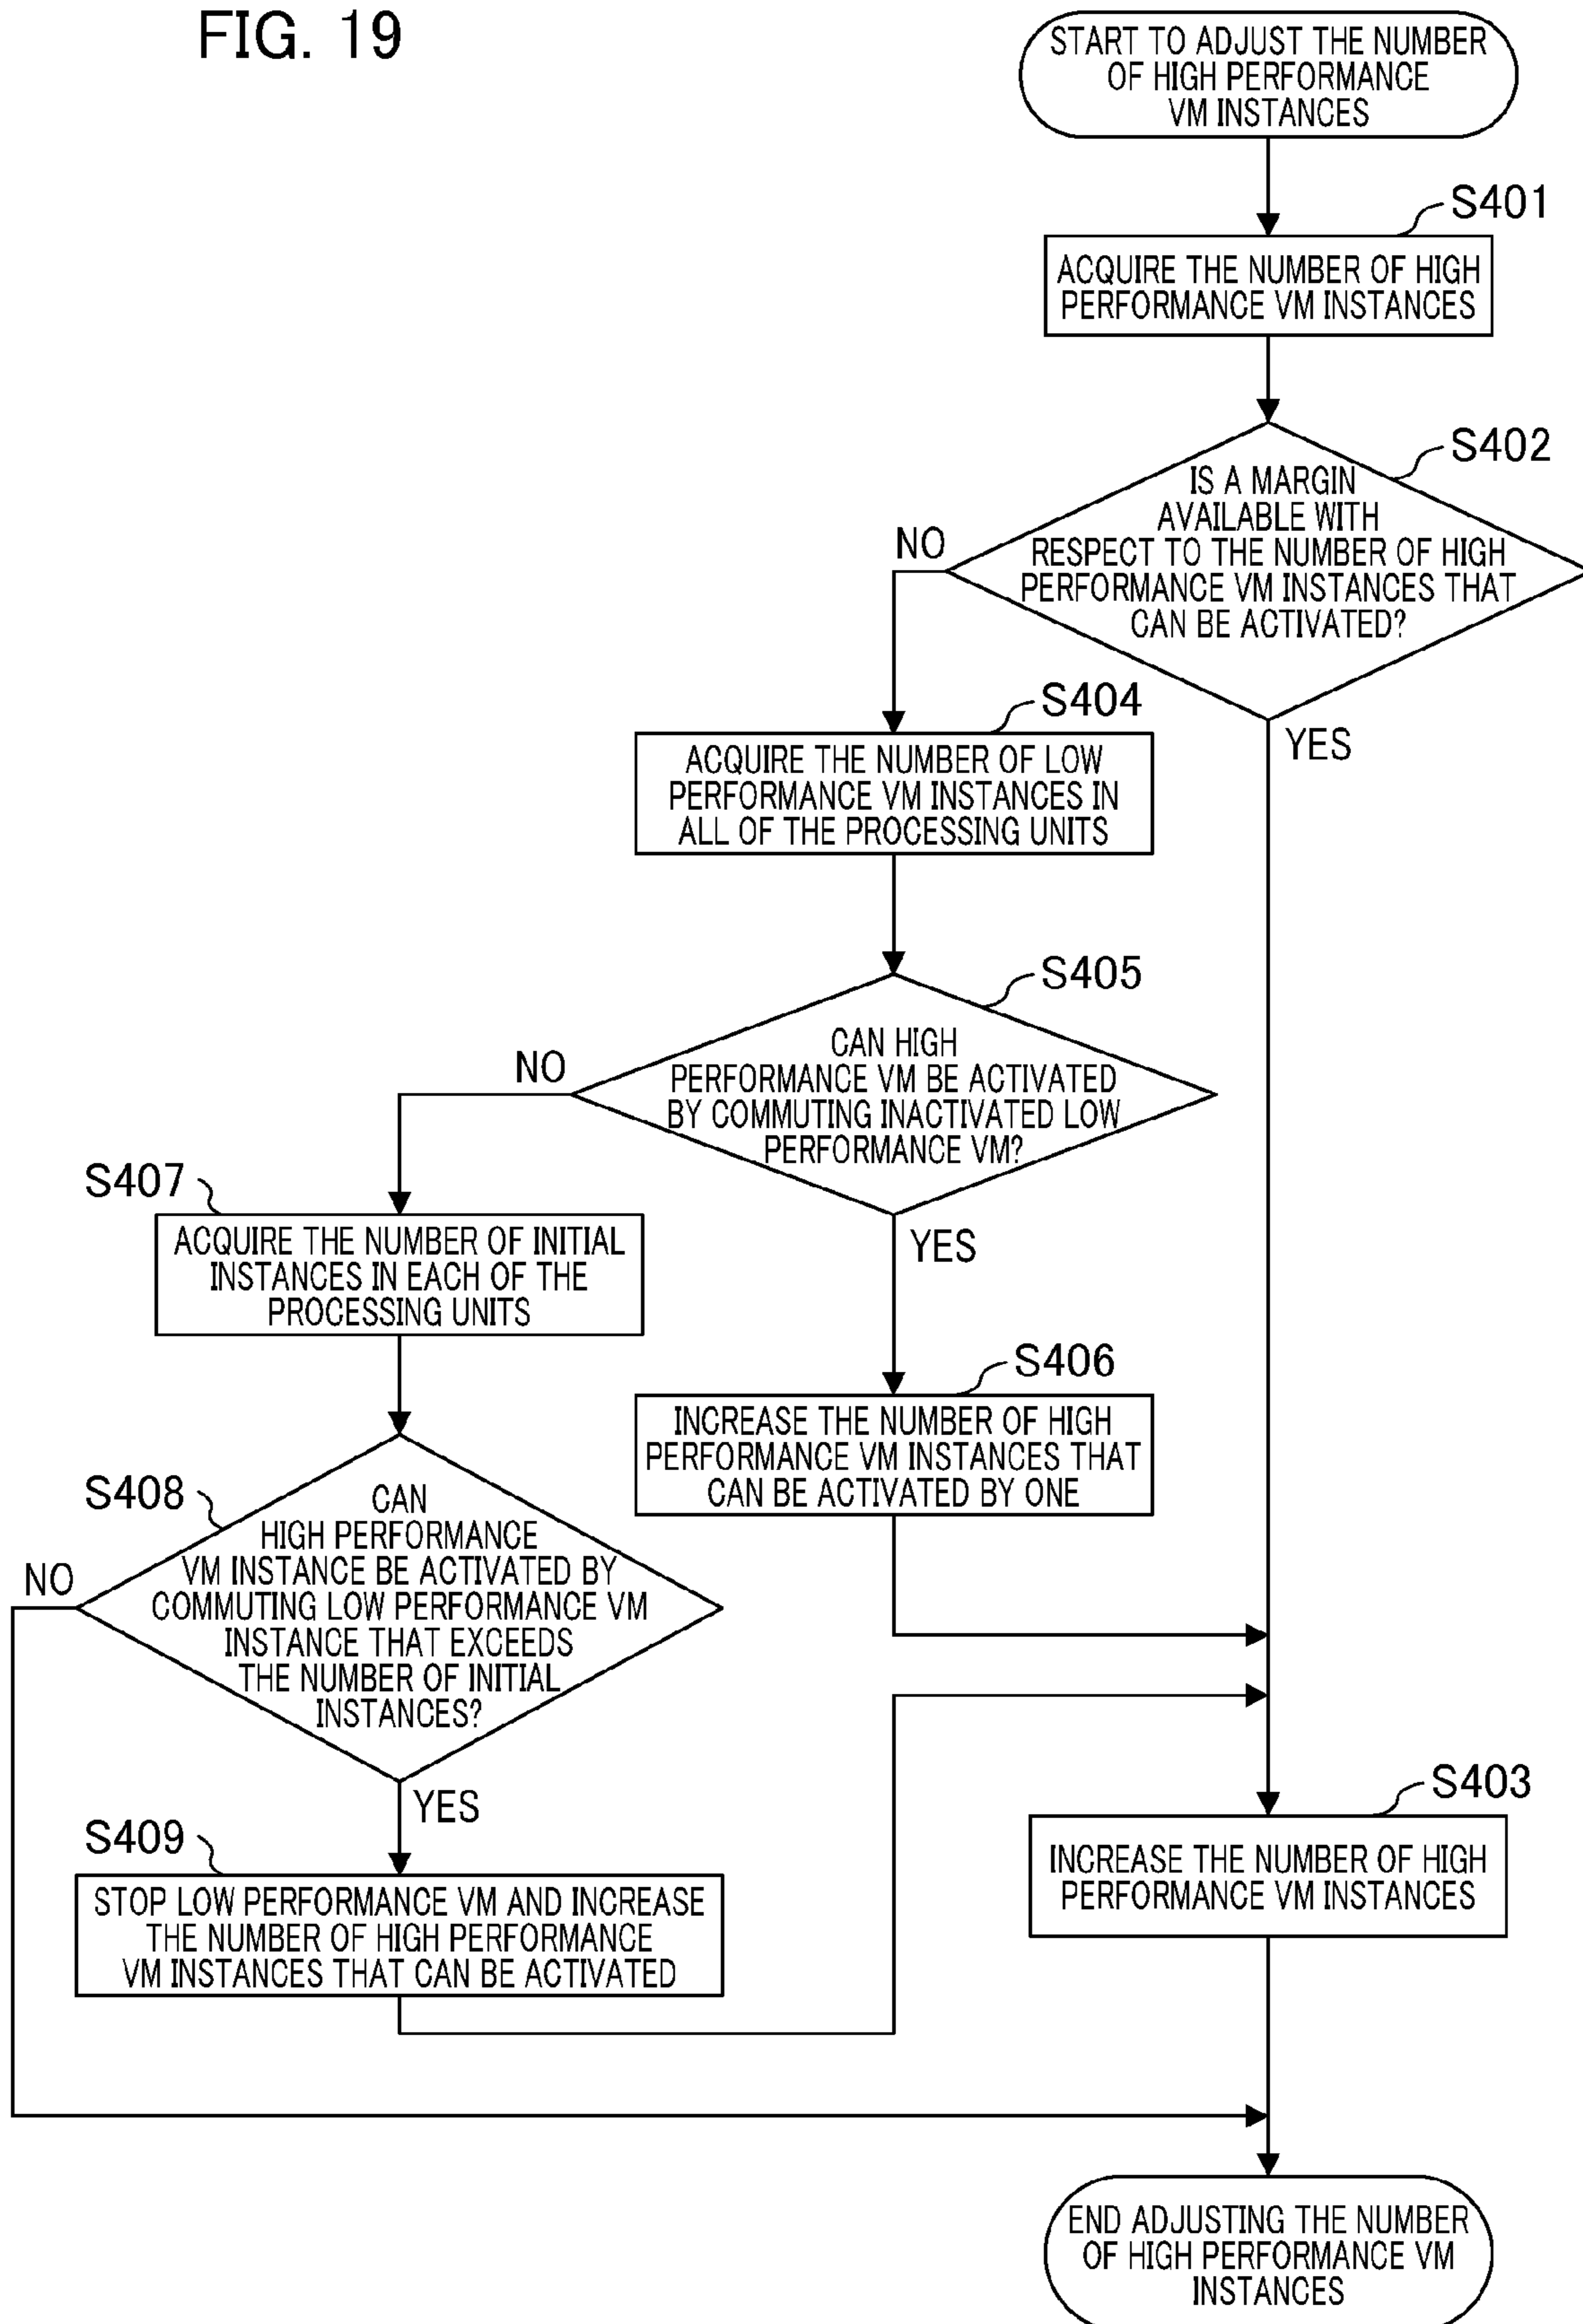 FIG. 19
START TO ADJUST THE NUMBER
OF HIGH PERFORMANCE
VM INSTANCES
S401
ACQUIRE THE NUMBER OF HIGH
PERFORMANCE VM INSTANCES
S402
IS A MARGIN
AVAILABLE WITH
RESPECT TO THE NUMBER OF HIGH
PERFORMANCE VM INSTANCES THAT
CAN BE ACTIVATED?
NO
YES
S404
ACQUIRE THE NUMBER OF LOW
PERFORMANCE VM INSTANCES IN
ALL OF THE PROCESSING UNITS
S405
CAN HIGH
PERFORMANCE VM BE ACTIVATED
BY COMMUTING INACTIVATED LOW
PERFORMANCE VM?
NO
YES
S407
ACQUIRE THE NUMBER OF INITIAL
INSTANCES IN EACH OF THE
PROCESSING UNITS
S406
INCREASE THE NUMBER OF HIGH
PERFORMANCE VM INSTANCES THAT
CAN BE ACTIVATED BY ONE
S408
CAN
HIGH PERFORMANCE
VM INSTANCE BE ACTIVATED BY
COMMUTING LOW PERFORMANCE VM
INSTANCE THAT EXCEEDS
THE NUMBER OF INITIAL
INSTANCES?
NO
YES
S409
STOP LOW PERFORMANCE VM AND INCREASE
THE NUMBER OF HIGH PERFORMANCE
VM INSTANCES THAT CAN BE ACTIVATED
S403
INCREASE THE NUMBER OF HIGH
PERFORMANCE VM INSTANCES
END ADJUSTING THE NUMBER
OF HIGH PERFORMANCE VM
INSTANCES